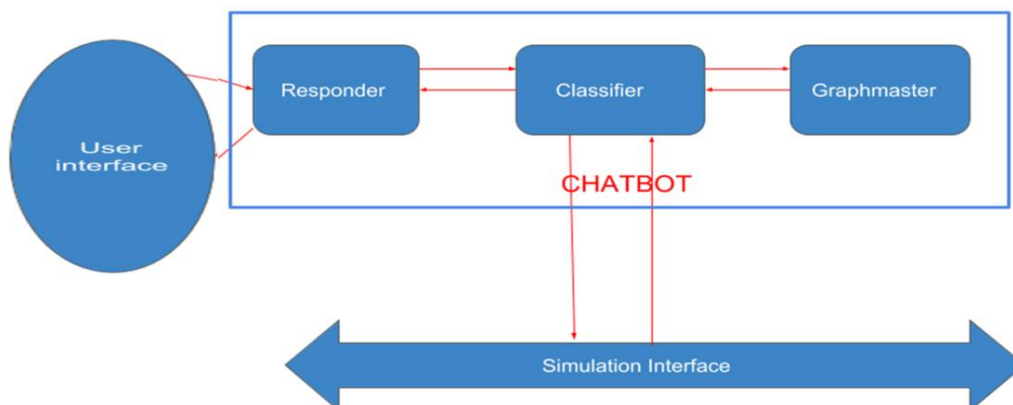 User
interface
Responder
Classifier
Graphmaster
CHATBOT
Simulation Interface